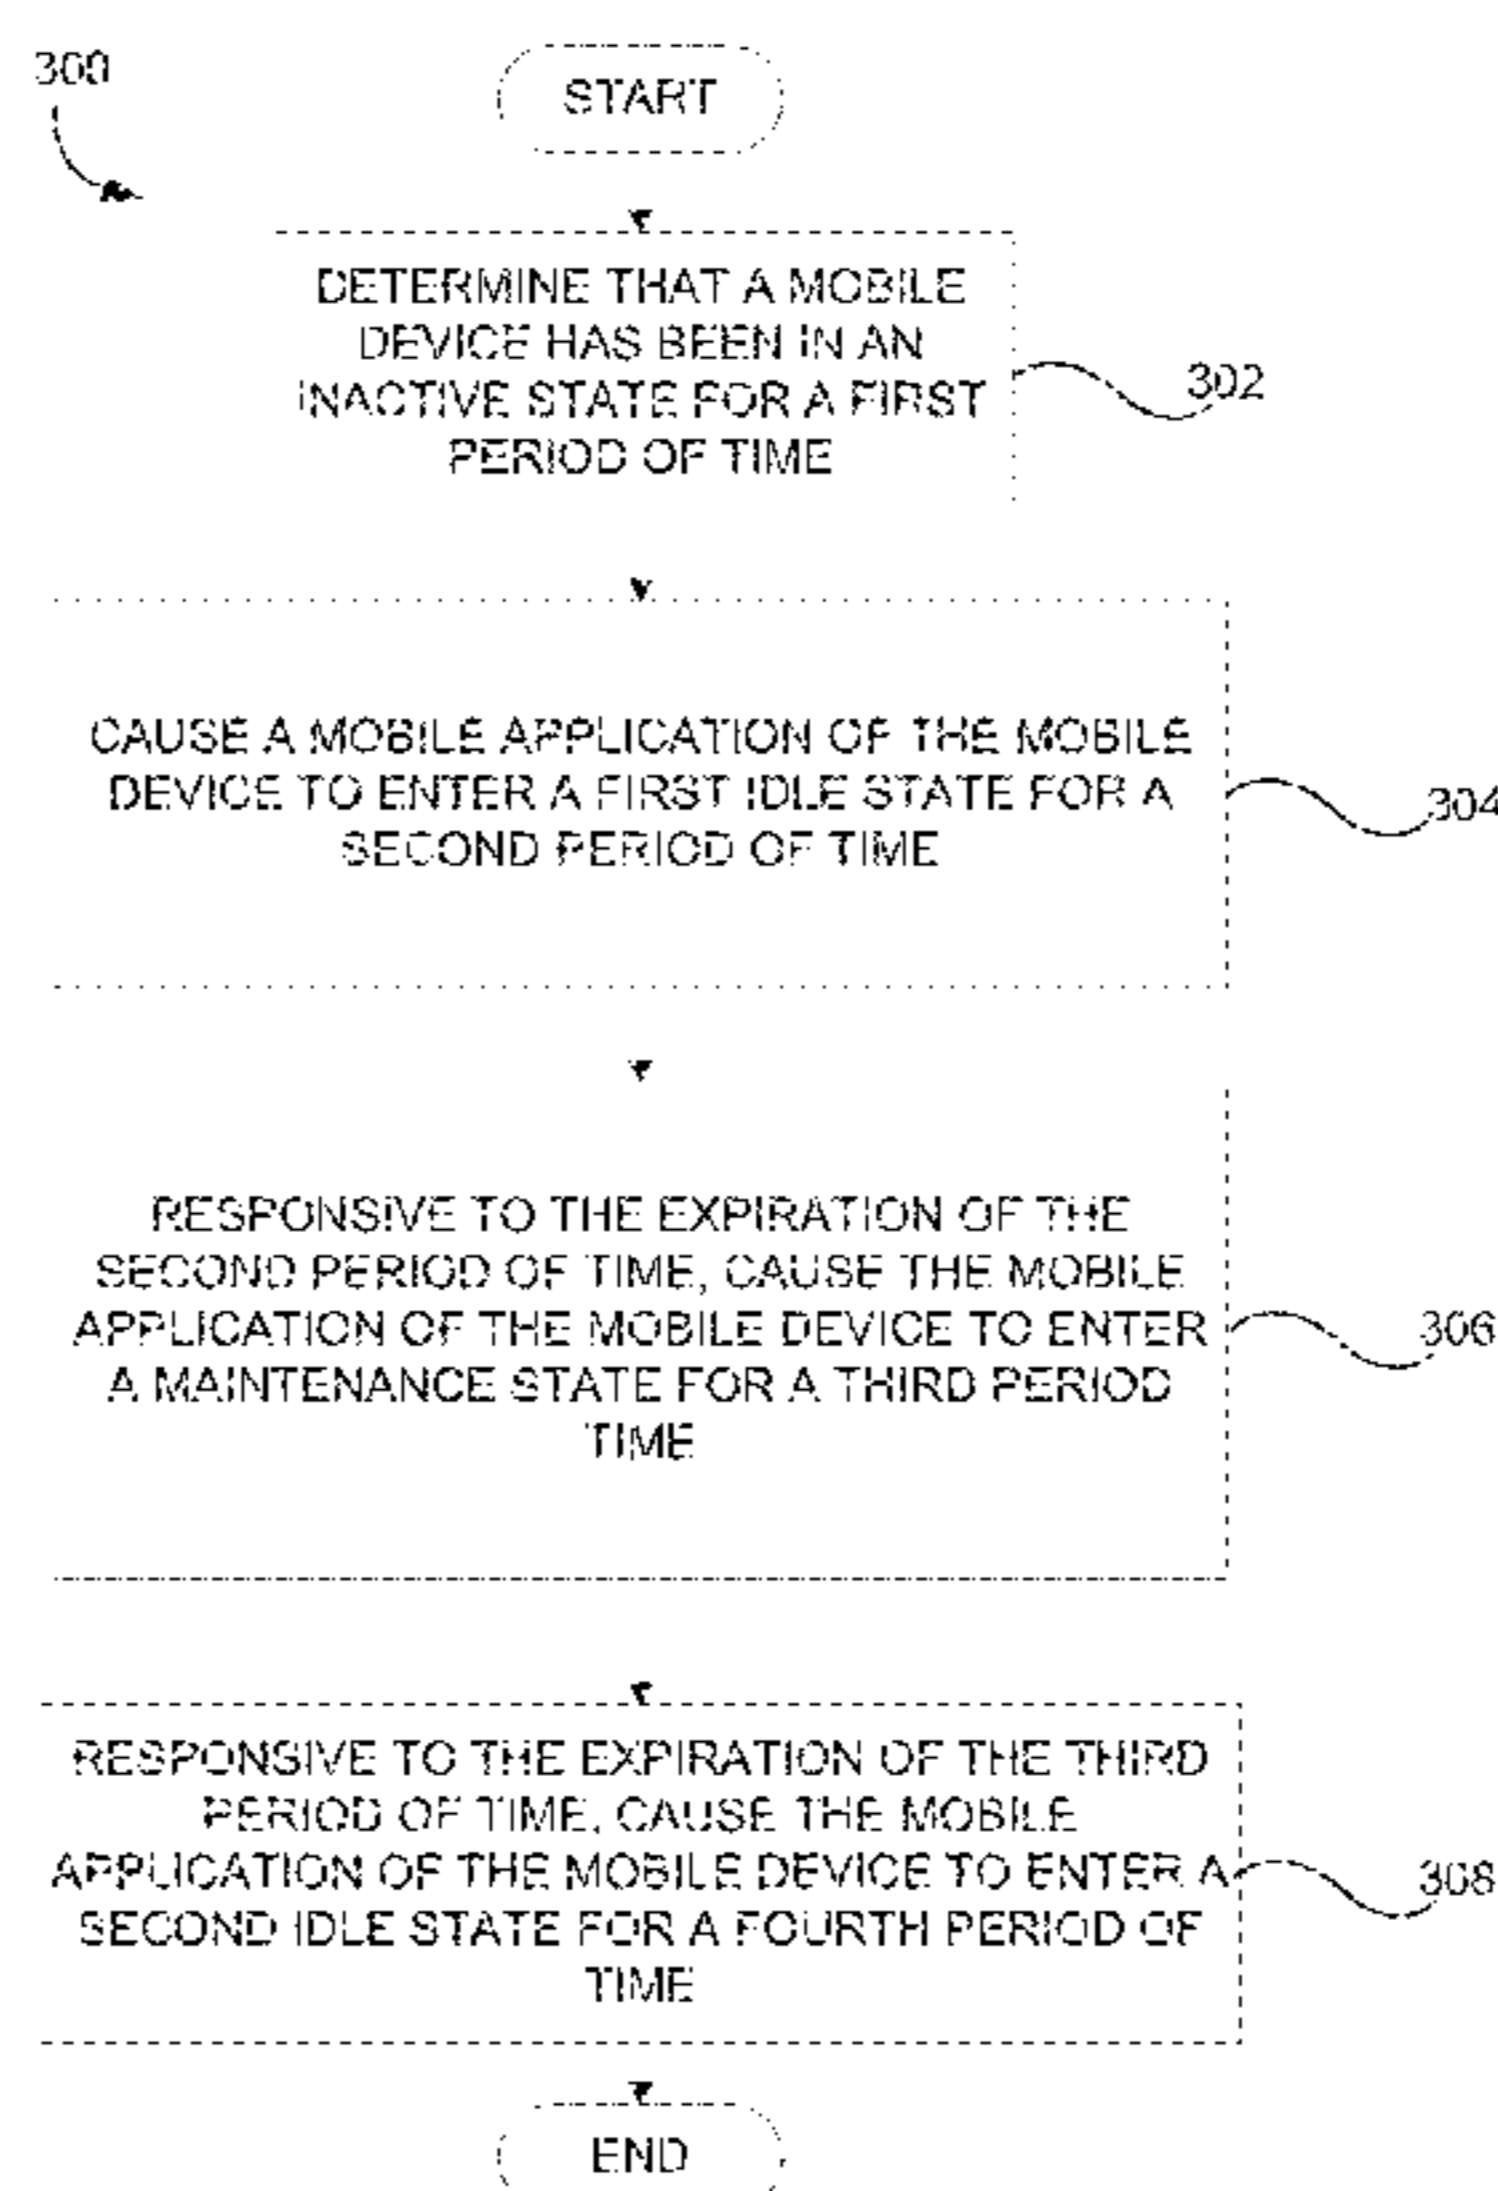 300
START
DETERMINE THAT A MOBILE
DEVICE HAS BEEN IN AN
INACTIVE STATE FOR A FIRST
PERIOD OF TIME
302
CAUSE A MOBILE APPLICATION OF THE MOBILE
DEVICE TO ENTER A FIRST IDLE STATE FOR A
SECOND PERIOD OF TIME
304
RESPONSIVE TO THE EXPIRATION OF THE
SECOND PERIOD OF TIME, CAUSE THE MOBILE
APPLICATION OF THE MOBILE DEVICE TO ENTER
A MAINTENANCE STATE FOR A THIRD PERIOD
TIME
306
RESPONSIVE TO THE EXPIRATION OF THE THIRD
PERIOD OF TIME, CAUSE THE MOBILE
APPLICATION OF THE MOBILE DEVICE TO ENTER A
SECOND IDLE STATE FOR A FOURTH PERIOD OF
TIME
308
END